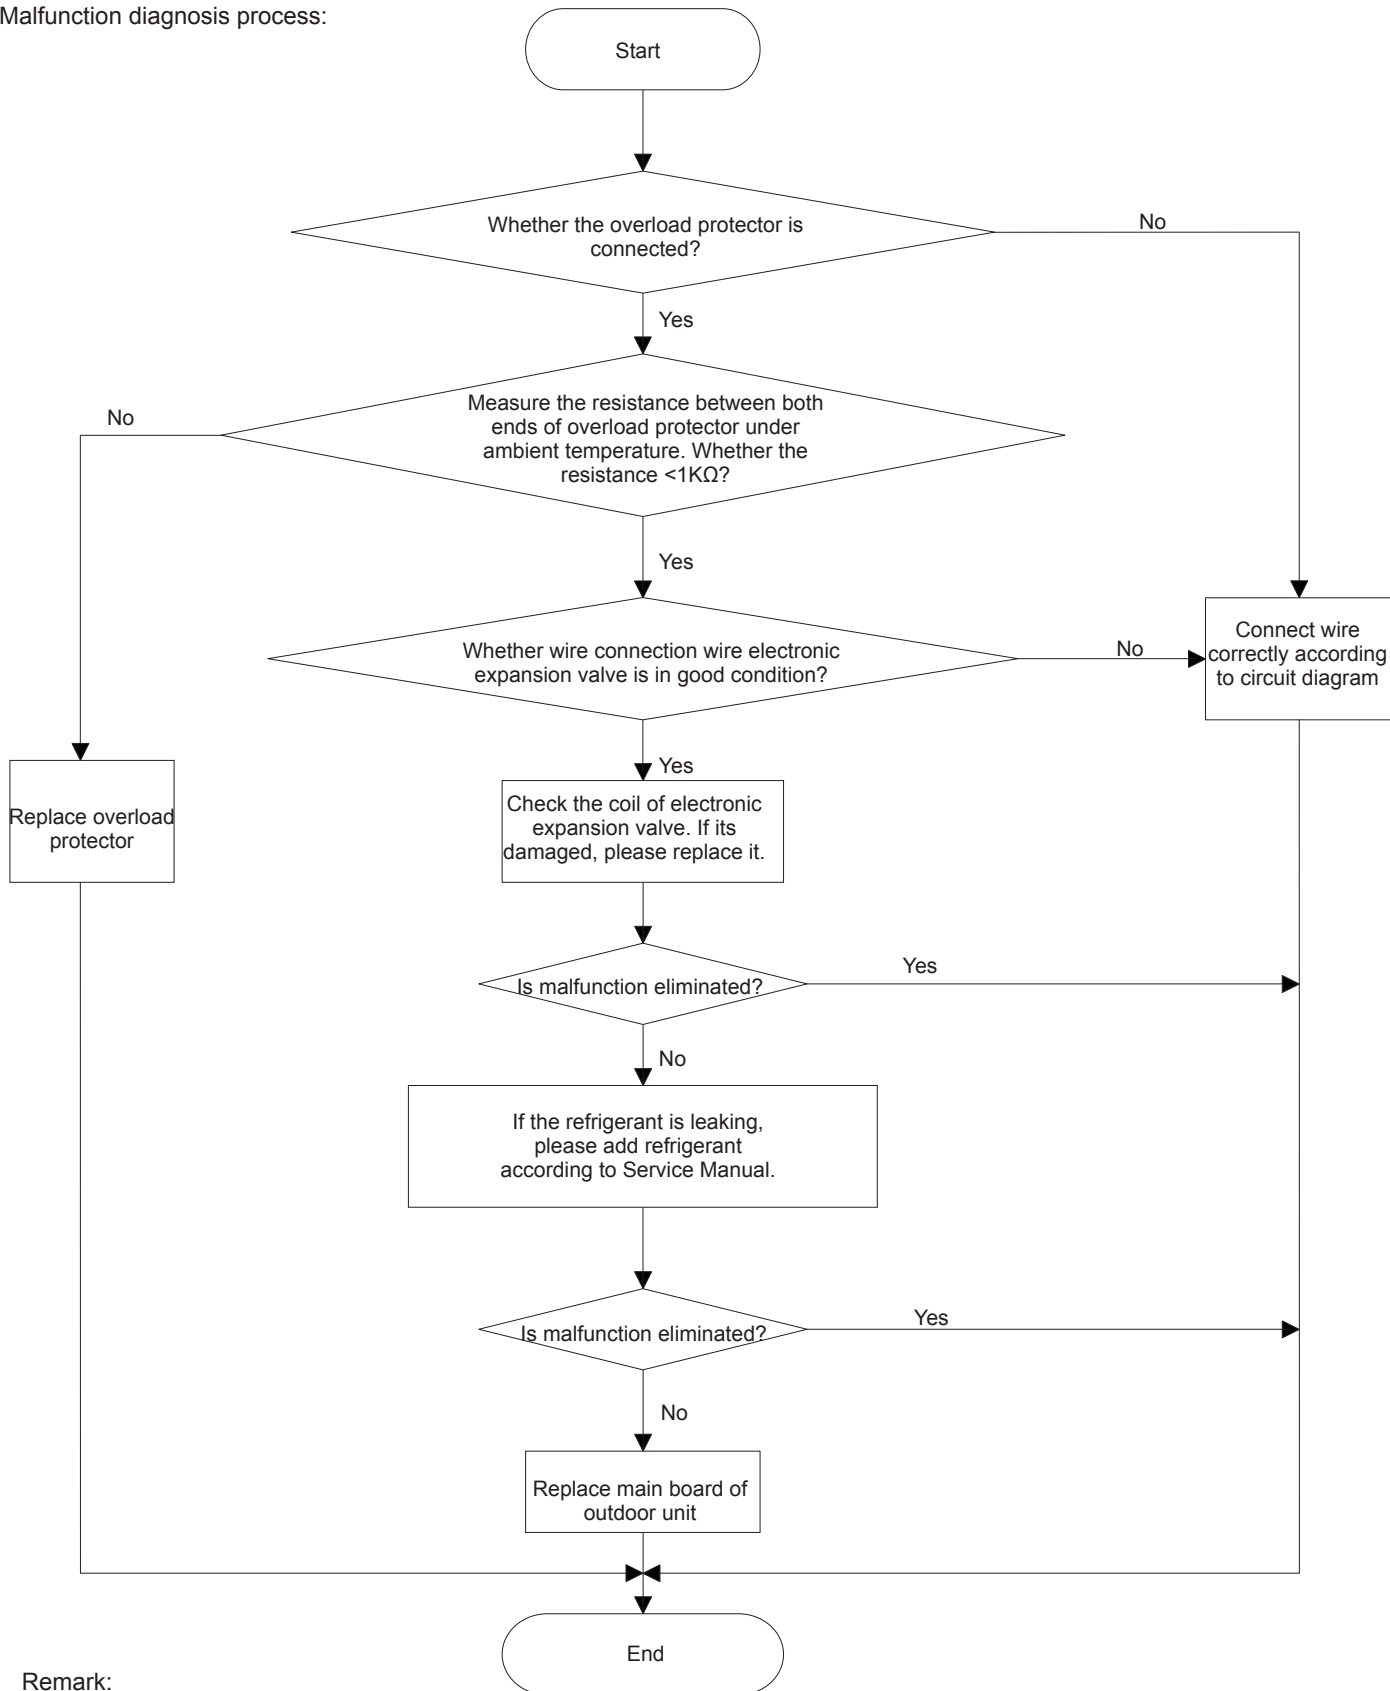 Malfunction diagnosis process:
Start
Whether the overload protector is
connected?
No
Yes
Measure the resistance between both
ends of overload protector under
ambient temperature. Whether the
resistance <1KΩ?
No
Yes
Whether wire connection wire electronic
expansion valve is in good condition?
No
Connect wire
correctly according
to circuit diagram
Yes
Replace overload
protector
Check the coil of electronic
expansion valve. If its
damaged, please replace it.
Is malfunction eliminated?
Yes
No
If the refrigerant is leaking,
please add refrigerant
according to Service Manual.
Is malfunction eliminated?
Yes
No
Replace main board of
outdoor unit
End
Remark: